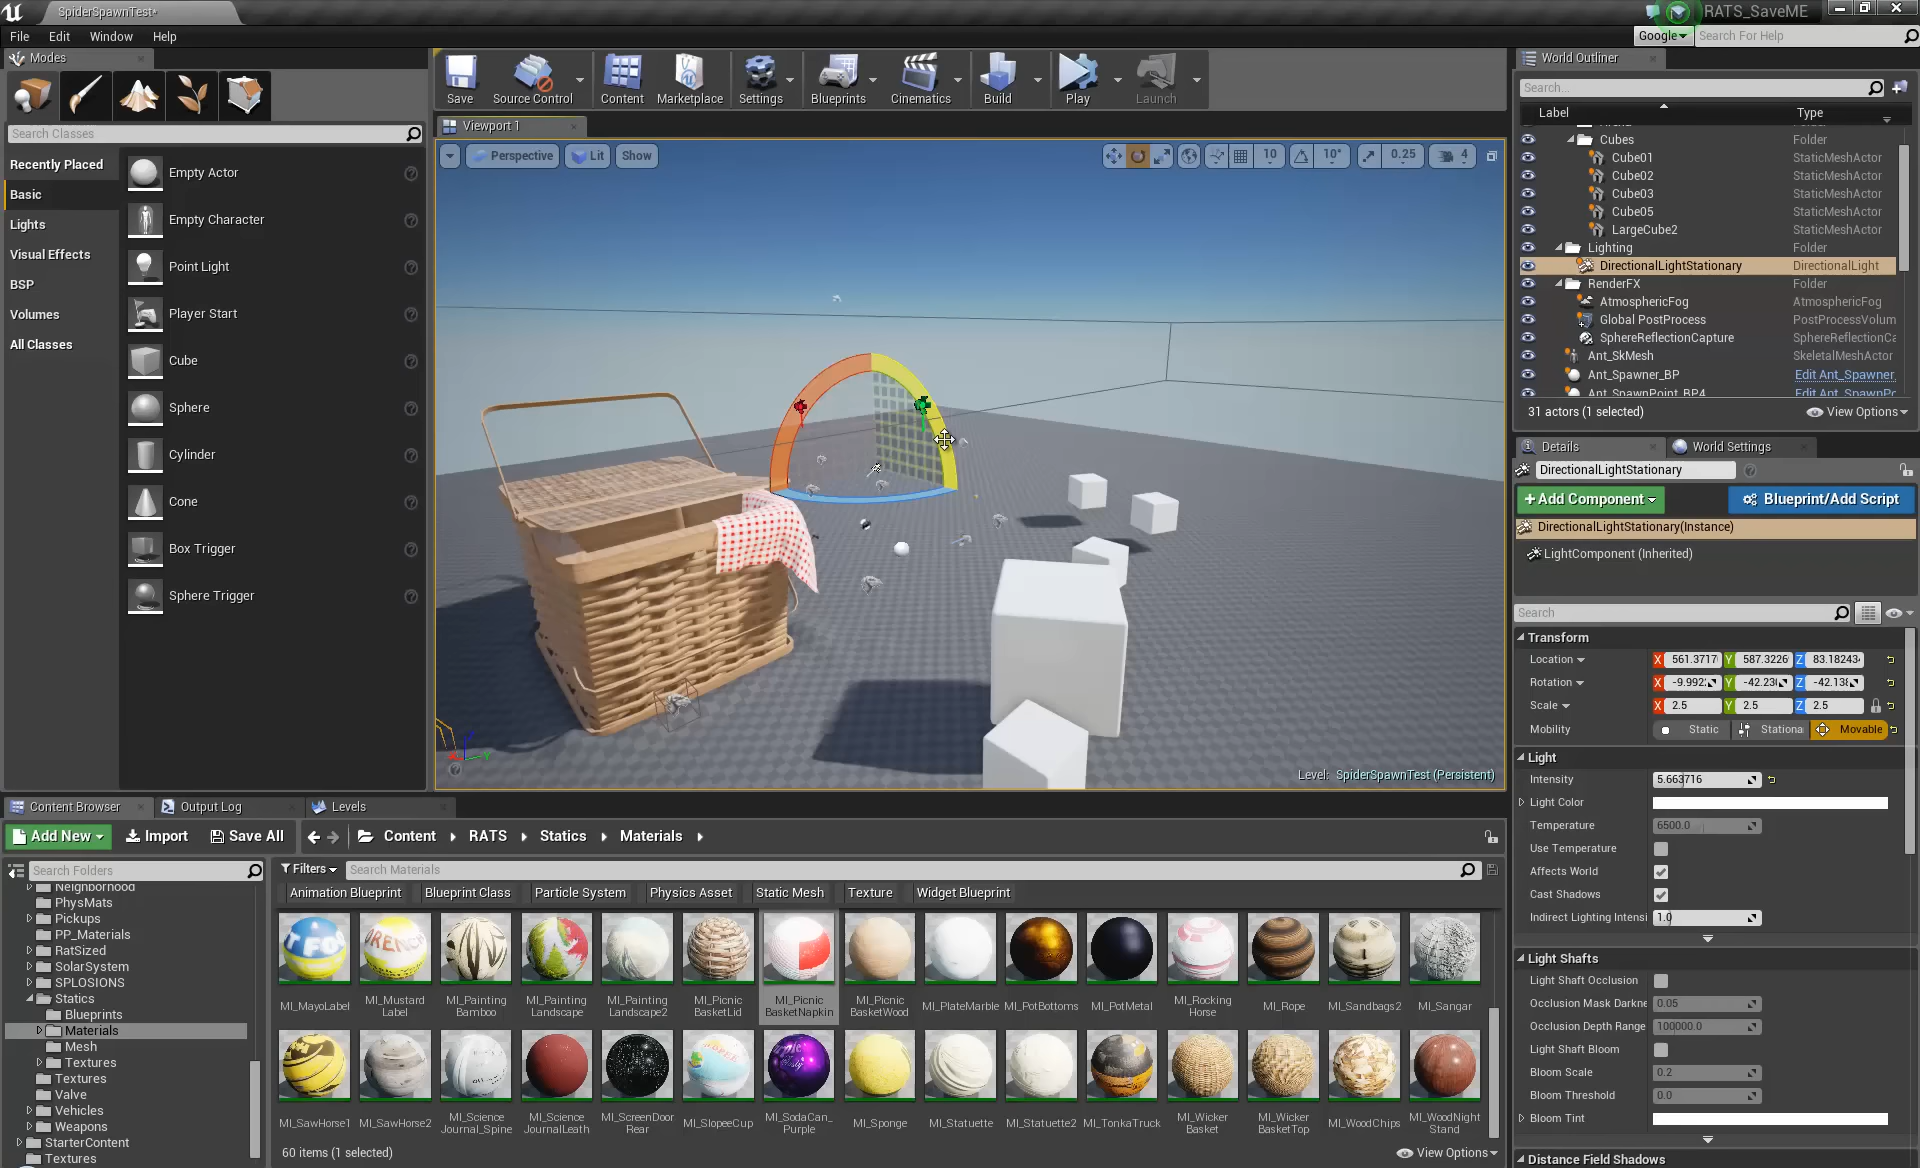 SpiderSpawnTest*
RATS_SaveME
File Edit Window Help
Google Search For Help
Modes
Search Classes
Recently Placed
Basic
Lights
Visual Effects
BSP
Volumes
All Classes
Empty Actor
Empty Character
Point Light
Player Start
Cube
Sphere
Cylinder
Cone
Box Trigger
Sphere Trigger
Save Source Control Content Marketplace Settings Blueprints Cinematics Build Play Launch
Viewport 1
Perspective Lit Show
10 10° 0.25 4
Level: SpiderSpawnTest (Persistent)
World Outliner
Search...
Label Type
Cubes Folder
Cube01 StaticMeshActor
Cube02 StaticMeshActor
Cube03 StaticMeshActor
Cube05 StaticMeshActor
LargeCube2 StaticMeshActor
Lighting Folder
DirectionalLightStationary DirectionalLight
RenderFX Folder
AtmosphericFog AtmosphericFog
Global PostProcess PostProcessVolum
SphereReflectionCapture SphereReflectionCa
Ant_SkMesh SkeletalMeshActor
Ant_Spawner_BP Edit Ant_Spawner_
Ant_SpawnPoint_BP4 Edit Ant_SpawnPo
31 actors (1 selected) View Options
Details World Settings
DirectionalLightStationary
+Add Component Blueprint/Add Script
DirectionalLightStationary(Instance)
LightComponent (Inherited)
Search
Transform
Location X 561.3717 Y 587.3226 Z 83.18243
Rotation X -9.992 Y -42.23 Z -42.13
Scale X 2.5 Y 2.5 Z 2.5
Mobility Static Stationa Movable
Light
Intensity 5.663716
Light Color
Temperature 6500.0
Use Temperature
Affects World
Cast Shadows
Indirect Lighting Intensi 1.0
Light Shafts
Light Shaft Occlusion
Occlusion Mask Darkne 0.05
Occlusion Depth Range 100000.0
Light Shaft Bloom
Bloom Scale 0.2
Bloom Threshold 0.0
Bloom Tint
Distance Field Shadows
Content Browser Output Log Levels
Add New Import Save All Content RATS Statics Materials
Search Folders
Neighborhood
PhysMats
Pickups
PP_Materials
RatSized
SolarSystem
SPLOSIONS
Statics
Blueprints
Materials
Mesh
Textures
Textures
Valve
Vehicles
Weapons
StarterContent
Textures
Filters Search Materials
Animation Blueprint Blueprint Class Particle System Physics Asset Static Mesh Texture Widget Blueprint
MI_MayoLabel
MI_Mustard
Label
MI_Painting
Bamboo
MI_Painting
Landscape
MI_Painting
Landscape2
MI_Picnic
BasketLid
MI_Picnic
BasketNapkin
MI_Picnic
BasketWood
MI_PlateMarble
MI_PotBottoms
MI_PotMetal
MI_Rocking
Horse
MI_Rope
MI_Sandbags2
MI_Sangar
MI_SawHorse1
MI_SawHorse2
MI_Science
Journal_Spine
MI_Science
JournalLeath
MI_ScreenDoor
Rear
MI_SlopeeCup
MI_SodaCan_
Purple
MI_Sponge
MI_Statuette
MI_Statuette2
MI_TonkaTruck
MI_Wicker
Basket
MI_Wicker
BasketTop
MI_WoodChips
MI_WoodNight
Stand
60 items (1 selected) View Options